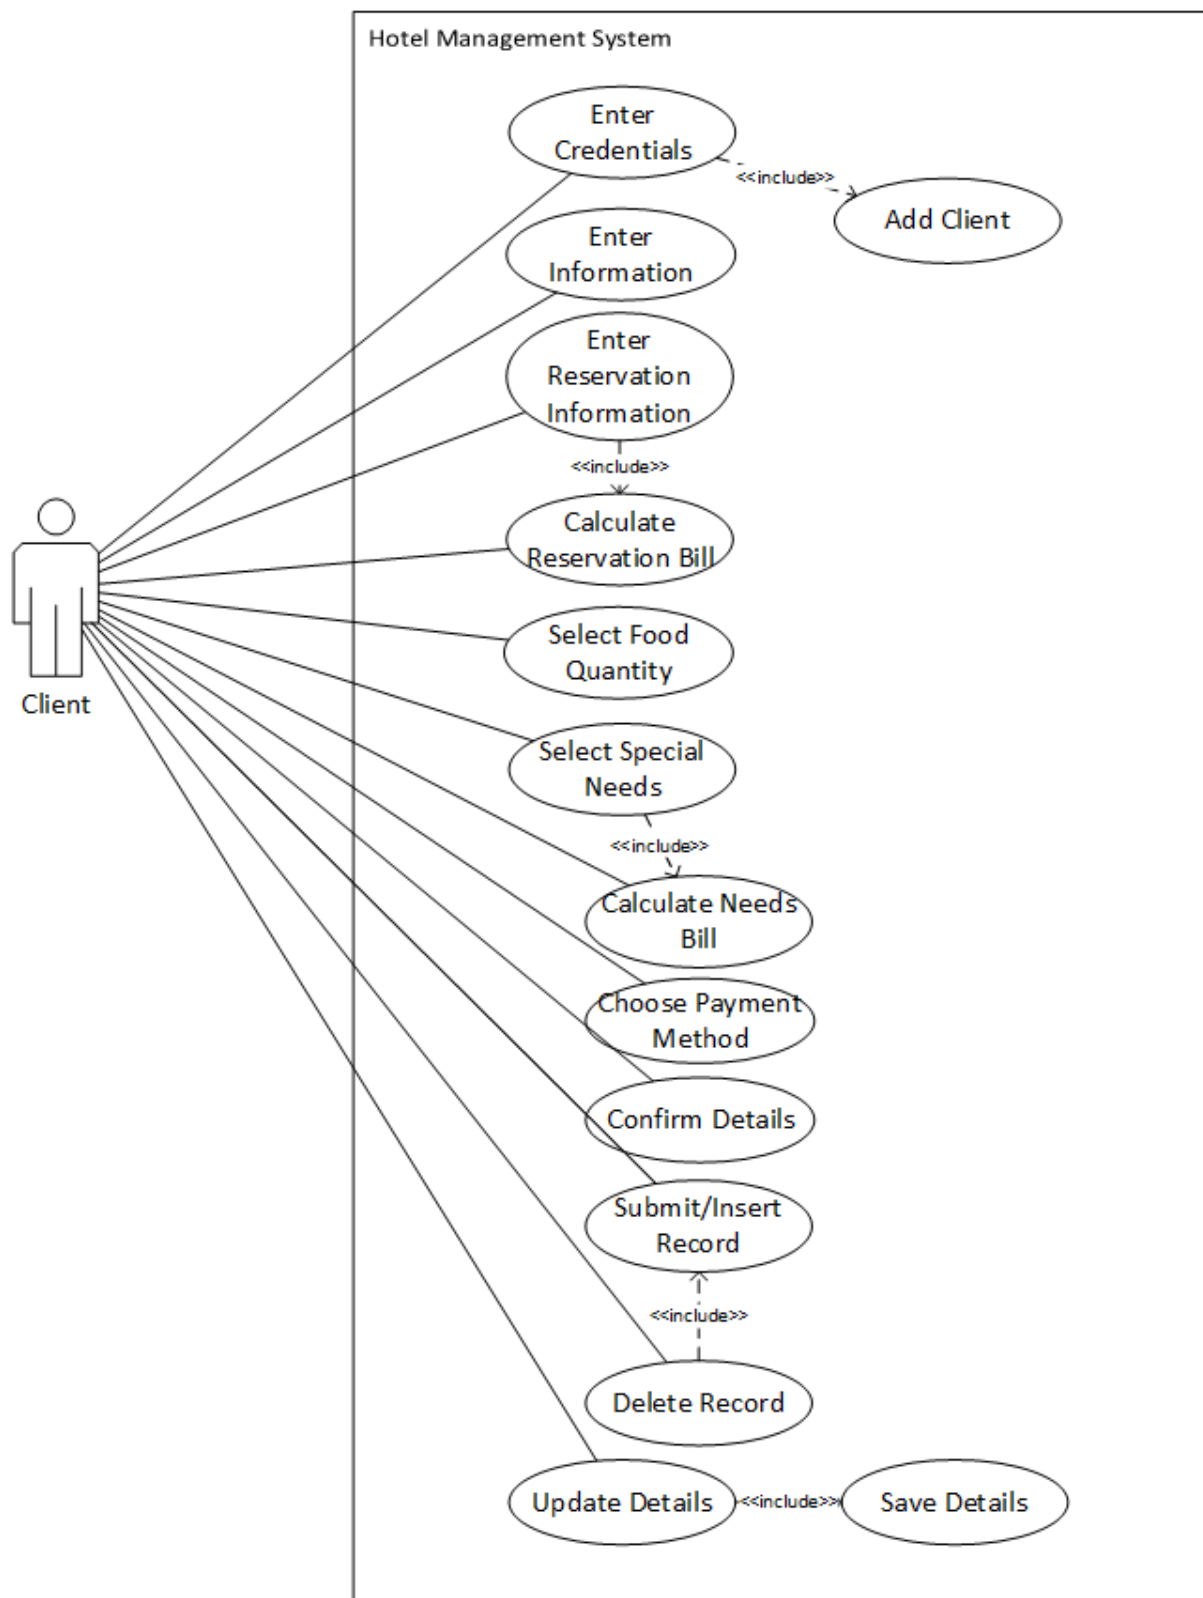 Hotel Management System
Enter
Credentials
<<include>>
Add Client
Enter
Information
Enter
Reservation
Information
<<include>>
Calculate
Reservation Bill
Select Food
Quantity
Client
Select Special
Needs
<<include>>
Calculate Needs
Bill
Choose Payment
Method
Confirm Details
Submit/Insert
Record
<<include>>
Delete Record
Update Details
<<include>>
Save Details